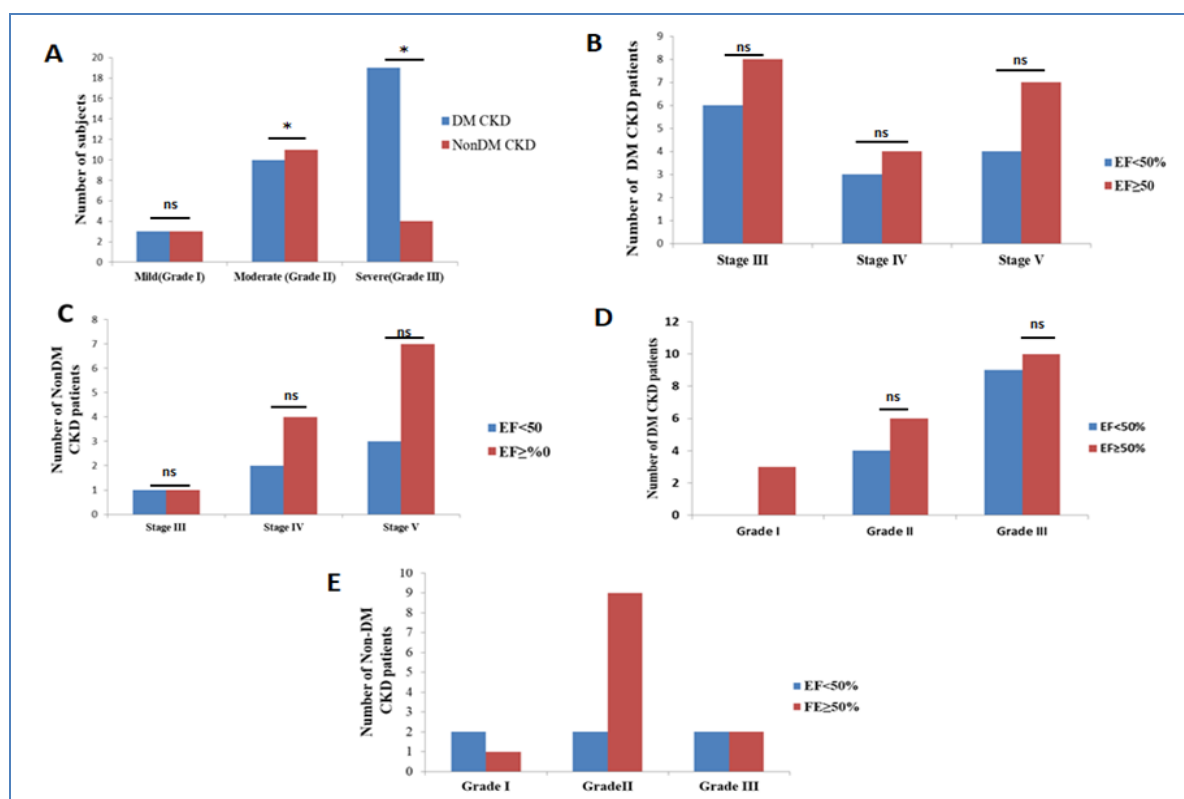 A
Number of subjects
20
18
16
14
12
10
8
6
4
2
0
ns
*
*
DM CKD
NonDM CKD
Mild(Grade I)
Moderate (Grade II)
Severe(Grade III)
B
Number of DM CKD patients
9
8
7
6
5
4
3
2
1
0
ns
ns
ns
EF<50%
EF≥50
Stage III
Stage IV
Stage V
C
Number of NonDM
CKD patients
8
7
6
5
4
3
2
1
0
ns
ns
ns
EF<50
EF≥%0
Stage III
Stage IV
Stage V
D
Number of DM CKD patients
12
10
8
6
4
2
0
ns
ns
EF<50%
EF≥50%
Grade I
Grade II
Grade III
E
Number of Non-DM
CKD patients
10
9
8
7
6
5
4
3
2
1
0
EF<50%
FE≥50%
Grade I
GradeII
Grade III